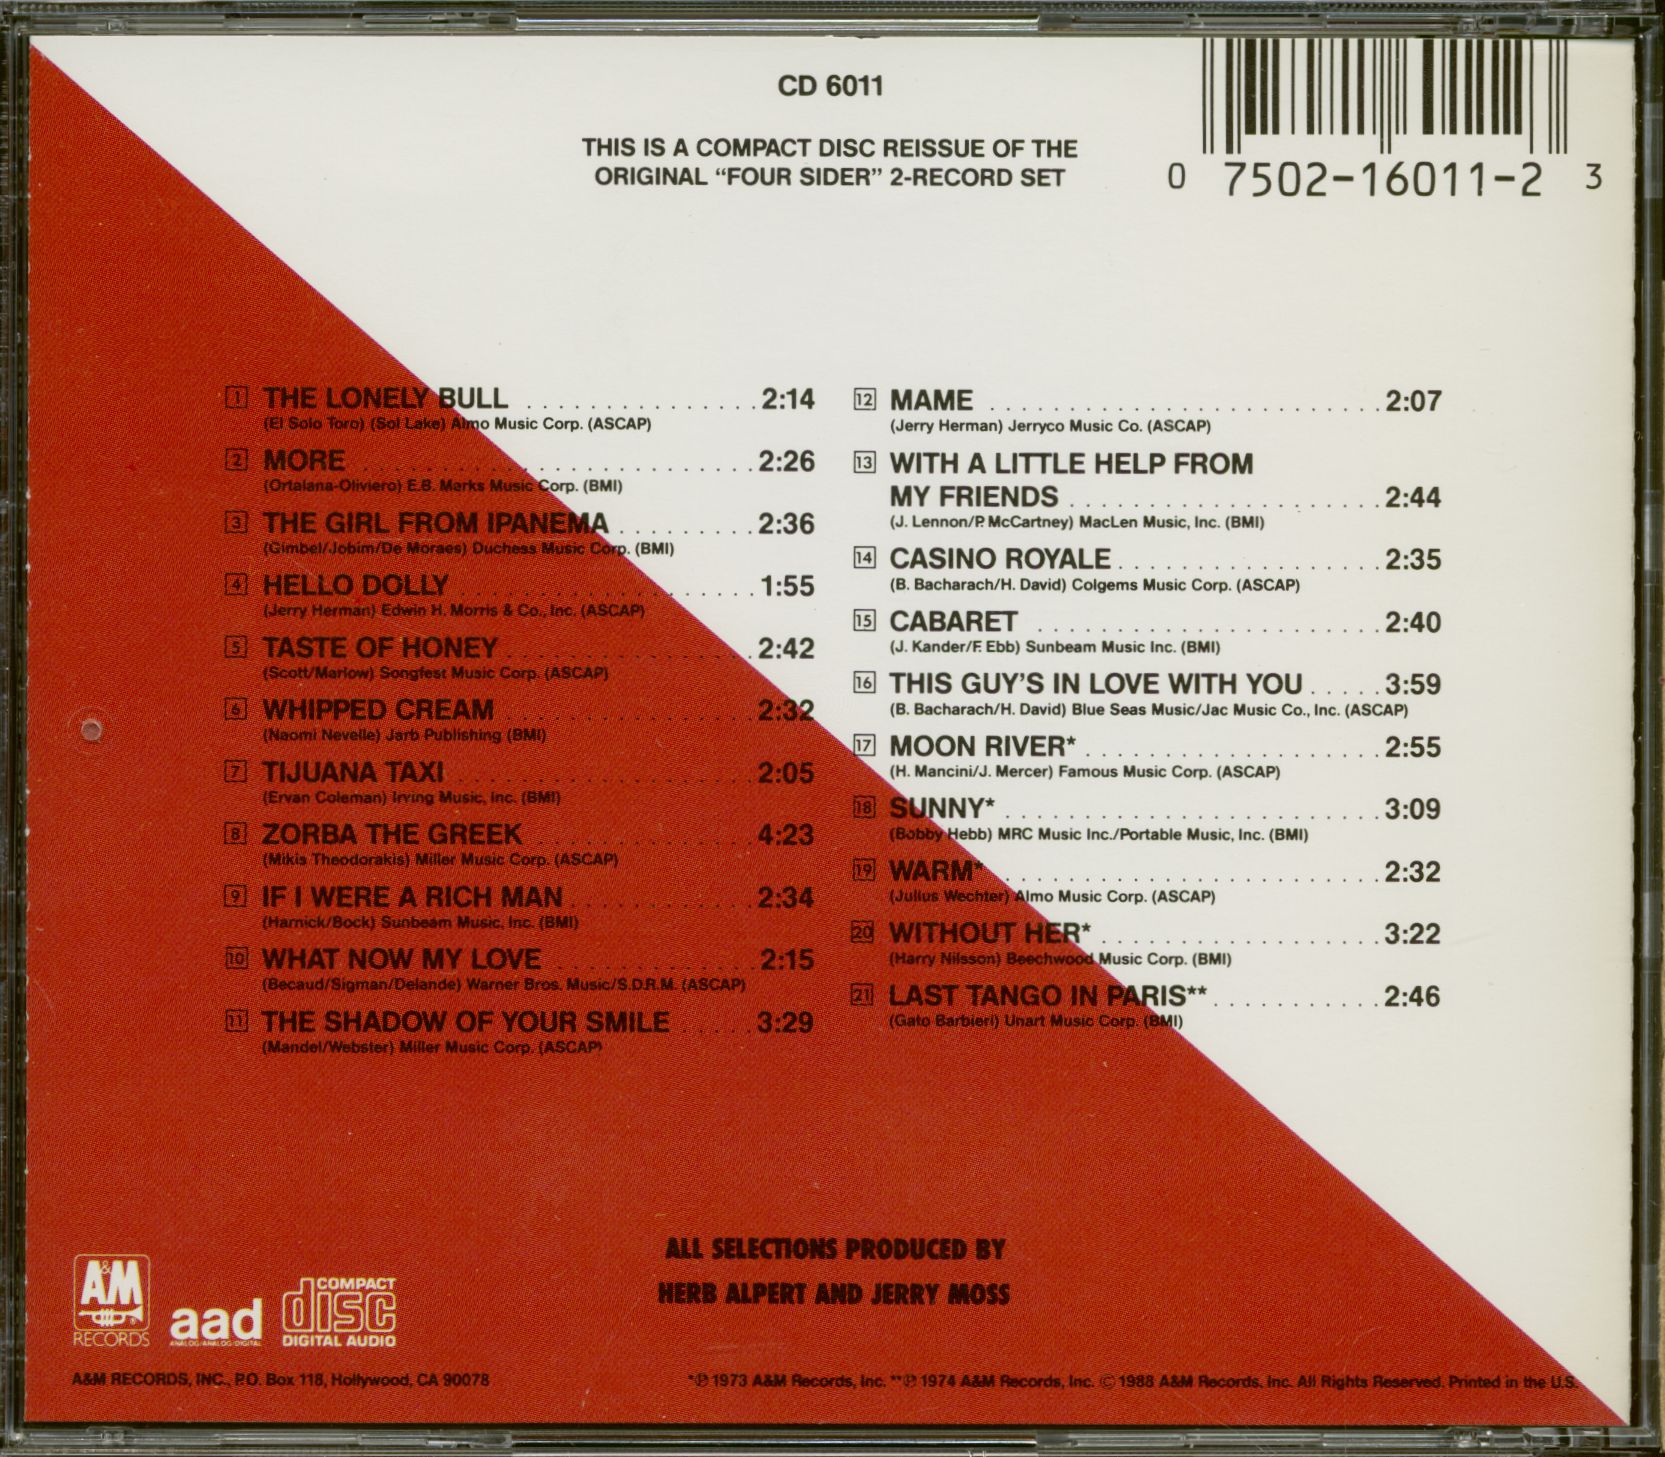 CD 6011
THIS IS A COMPACT DISC REISSUE OF THE
ORIGINAL “FOUR SIDER” 2-RECORD SET
0 7502-16011-2 3
1 THE LONELY BULL . . . . . . . . . . . . . . . 2:14
(El Solo Toro) (Sol Lake) Almo Music Corp. (ASCAP)
2 MORE . . . . . . . . . . . . . . . . . . . . . . . . . 2:26
(Ortalana-Oliviero) E.B. Marks Music Corp. (BMI)
3 THE GIRL FROM IPANEMA . . . . . . . . . 2:36
(Gimbel/Jobim/De Moraes) Duchess Music Corp. (BMI)
4 HELLO DOLLY . . . . . . . . . . . . . . . . . . . 1:55
(Jerry Herman) Edwin H. Morris & Co., Inc. (ASCAP)
5 TASTE OF HONEY . . . . . . . . . . . . . . . . 2:42
(Scott/Marlow) Songfest Music Corp. (ASCAP)
6 WHIPPED CREAM . . . . . . . . . . . . . . . . 2:32
(Naomi Nevelle) Jarb Publishing (BMI)
7 TIJUANA TAXI . . . . . . . . . . . . . . . . . . . 2:05
(Ervan Coleman) Irving Music, Inc. (BMI)
8 ZORBA THE GREEK . . . . . . . . . . . . . . 4:23
(Mikis Theodorakis) Miller Music Corp. (ASCAP)
9 IF I WERE A RICH MAN . . . . . . . . . . . . 2:34
(Harnick/Bock) Sunbeam Music, Inc. (BMI)
10 WHAT NOW MY LOVE . . . . . . . . . . . . . 2:15
(Becaud/Sigman/Delande) Warner Bros. Music/S.D.R.M. (ASCAP)
11 THE SHADOW OF YOUR SMILE . . . . . 3:29
(Mandel/Webster) Miller Music Corp. (ASCAP)
12 MAME . . . . . . . . . . . . . . . . . . . . . . . . . 2:07
(Jerry Herman) Jerryco Music Co. (ASCAP)
13 WITH A LITTLE HELP FROM
MY FRIENDS . . . . . . . . . . . . . . . . . . . . 2:44
(J. Lennon/P. McCartney) MacLen Music, Inc. (BMI)
14 CASINO ROYALE . . . . . . . . . . . . . . . . . 2:35
(B. Bacharach/H. David) Colgems Music Corp. (ASCAP)
15 CABARET . . . . . . . . . . . . . . . . . . . . . . 2:40
(J. Kander/F. Ebb) Sunbeam Music Inc. (BMI)
16 THIS GUY’S IN LOVE WITH YOU . . . . . 3:59
(B. Bacharach/H. David) Blue Seas Music/Jac Music Co., Inc. (ASCAP)
17 MOON RIVER* . . . . . . . . . . . . . . . . . . . 2:55
(H. Mancini/J. Mercer) Famous Music Corp. (ASCAP)
18 SUNNY* . . . . . . . . . . . . . . . . . . . . . . . . 3:09
(Bobby Hebb) MRC Music Inc./Portable Music, Inc. (BMI)
19 WARM* . . . . . . . . . . . . . . . . . . . . . . . . . 2:32
(Julius Wechter) Almo Music Corp. (ASCAP)
20 WITHOUT HER* . . . . . . . . . . . . . . . . . . 3:22
(Harry Nilsson) Beechwood Music Corp. (BMI)
21 LAST TANGO IN PARIS** . . . . . . . . . . . 2:46
(Gato Barbieri) Unart Music Corp. (BMI)
ALL SELECTIONS PRODUCED BY
HERB ALPERT AND JERRY MOSS
A&M ®
RECORDS
aad
ANALOG/ANALOG/DIGITAL
COMPACT
disc
DIGITAL AUDIO
A&M RECORDS, INC., P.O. Box 118, Hollywood, CA 90078
*℗ 1973 A&M Records, Inc. **℗ 1974 A&M Records, Inc. © 1988 A&M Records, Inc. All Rights Reserved. Printed in the U.S.